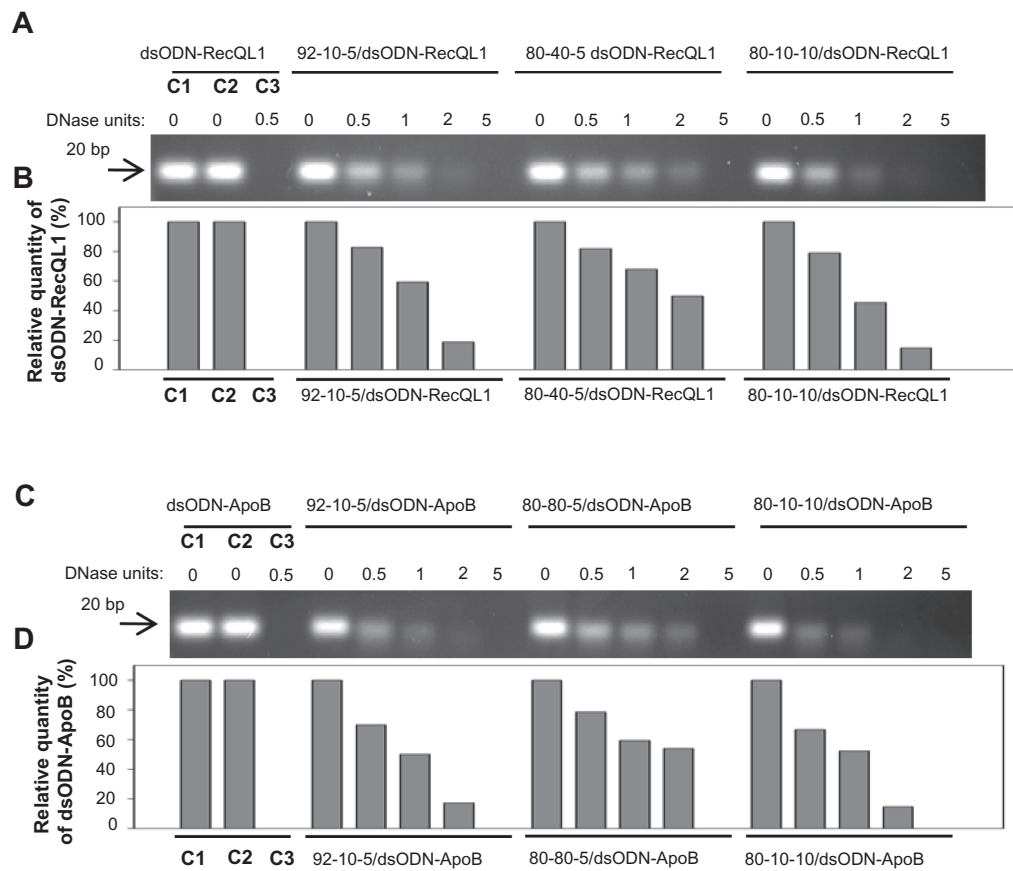 A
dsODN-RecQL1 92-10-5/dsODN-RecQL1 80-40-5 dsODN-RecQL1 80-10-10/dsODN-RecQL1
C1 C2 C3
DNase units: 0 0 0.5 0 0.5 1 2 5 0 0.5 1 2 5 0 0.5 1 2 5
20 bp
B
Relative quantity of
dsODN-RecQL1 (%)
100
80
60
40
20
0
C1 C2 C3 92-10-5/dsODN-RecQL1 80-40-5/dsODN-RecQL1 80-10-10/dsODN-RecQL1
C
dsODN-ApoB 92-10-5/dsODN-ApoB 80-80-5/dsODN-ApoB 80-10-10/dsODN-ApoB
C1 C2 C3
DNase units: 0 0 0.5 0 0.5 1 2 5 0 0.5 1 2 5 0 0.5 1 2 5
20 bp
D
Relative quantity
of dsODN-ApoB (%)
100
80
60
40
20
0
C1 C2 C3 92-10-5/dsODN-ApoB 80-80-5/dsODN-ApoB 80-10-10/dsODN-ApoB